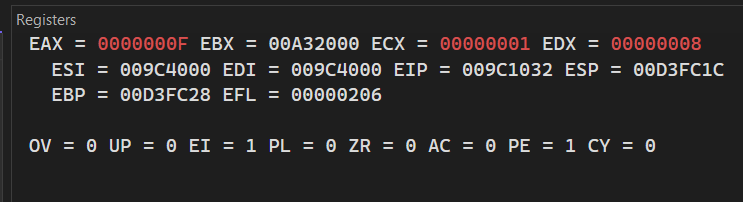 Registers
EAX = 0000000F EBX = 00A32000 ECX = 00000001 EDX = 00000008
ESI = 009C4000 EDI = 009C4000 EIP = 009C1032 ESP = 00D3FC1C
EBP = 00D3FC28 EFL = 00000206
OV = 0 UP = 0 EI = 1 PL = 0 ZR = 0 AC = 0 PE = 1 CY = 0